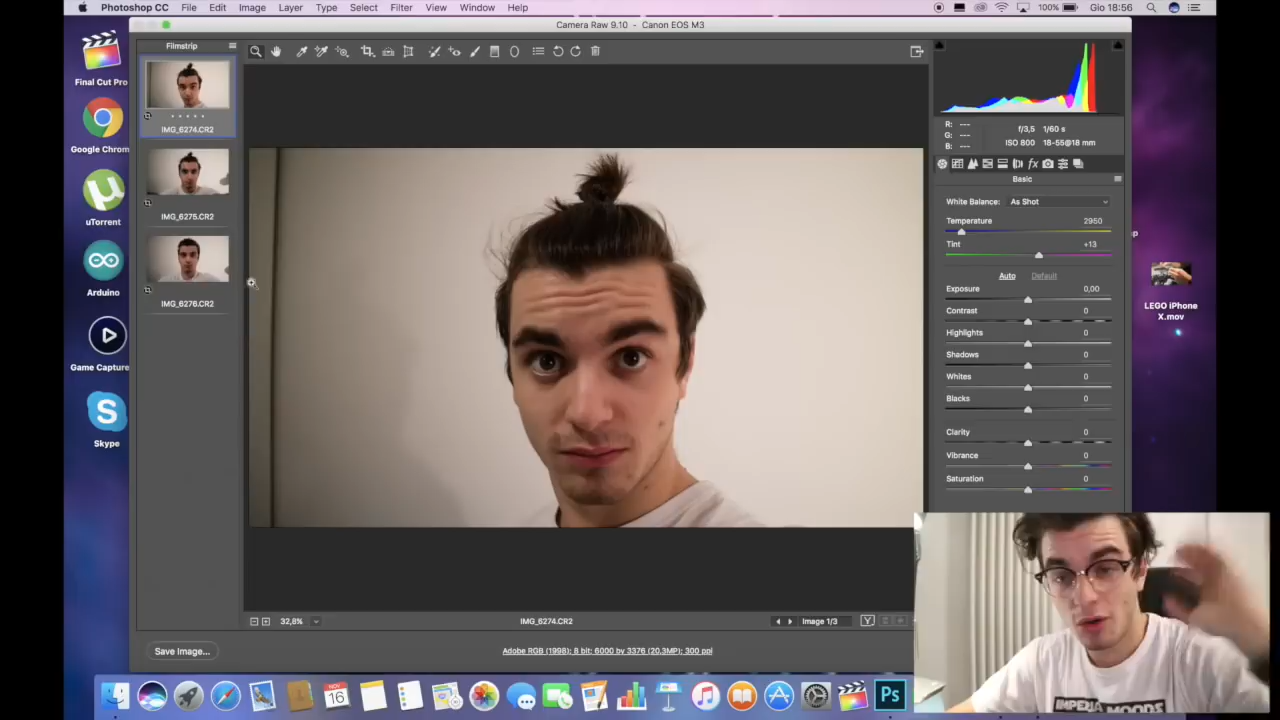 Photoshop CC File Edit Image Layer Type Select Filter View Window Help
100% Gio 18:56
Camera Raw 9.10 - Canon EOS M3
Filmstrip
IMG_6274.CR2
IMG_6275.CR2
IMG_6276.CR2
Final Cut Pro
Google Chrom
uTorrent
Arduino
Game Capture
Skype
R: ---
G: ---
B: ---
f/3,5 1/60 s
ISO 800 18-55@18 mm
fx
Basic
White Balance: As Shot
Temperature 2950
Tint +13
Auto Default
Exposure 0,00
Contrast 0
Highlights 0
Shadows 0
Whites 0
Blacks 0
Clarity 0
Vibrance 0
Saturation 0
p
LEGO iPhone
X.mov
32,8%
IMG_6274.CR2
Image 1/3
Y
Save Image...
Adobe RGB (1998); 8 bit; 6000 by 3376 (20,3MP); 300 ppi
NOV
16
Ps
IMPERIA MOODS